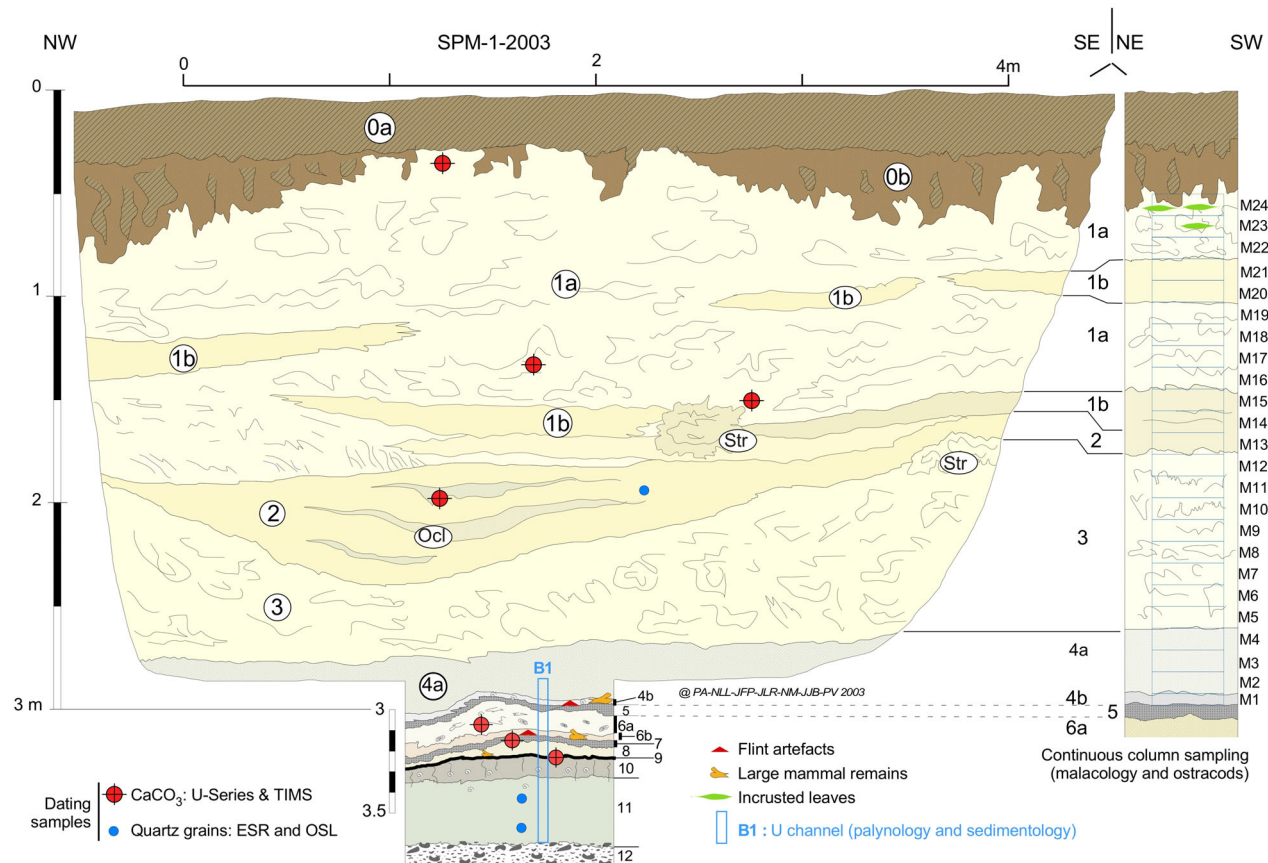 NW
SPM-1-2003
SE
NE
SW
0
2
4m
0
0a
0b
M24
M23
1a
M22
1a
M21
1b
1b
M20
1
M19
1a
M18
1b
M17
M16
1b
M15
1b
M14
Str
2
M13
Str
M12
2
M11
2
M10
Ocl
3
M9
M8
M7
3
M6
M5
4a
M4
M3
4a
B1
M2
@ PA-NLL-JFP-JLR-NM-JJB-PV 2003
4b
4b
M1
3 m
3
5
5
6a
6a
6b
7
8
9
10
3.5
11
12
Flint artefacts
Large mammal remains
Incrusted leaves
B1 : U channel (palynology and sedimentology)
Continuous column sampling
(malacology and ostracods)
Dating
samples
CaCO3: U-Series & TIMS
Quartz grains: ESR and OSL